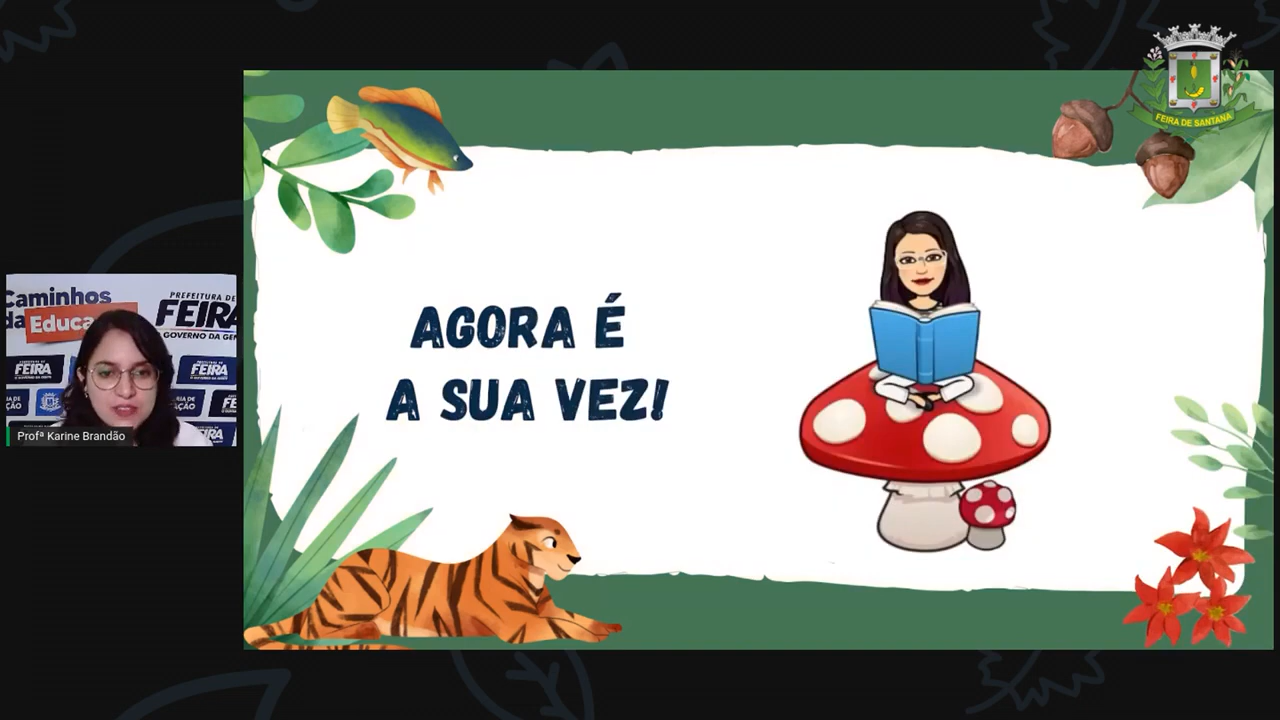 FEIRA DE SANTANA
AGORA É
A SUA VEZ!
Caminhos
da Educa
PREFEITURA DE
FEIRA
GOVERNO DA GEN
FEIRA
FEIRA
Profª Karine Brandão